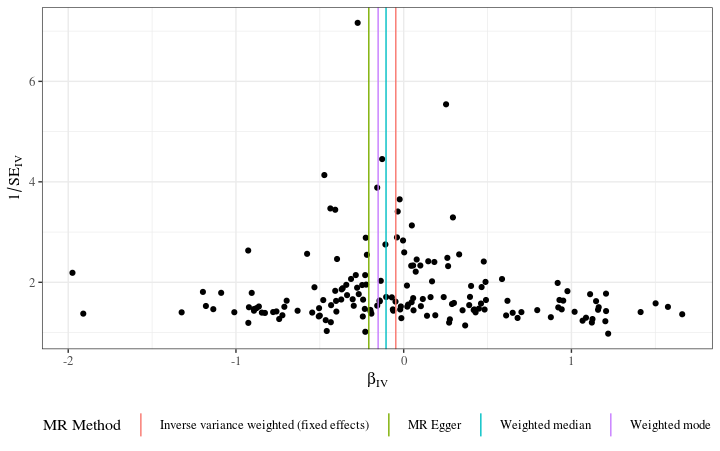 1/SE_IV
6
4
2
-2
-1
0
1
β_IV
MR Method
Inverse variance weighted (fixed effects)
MR Egger
Weighted median
Weighted mode